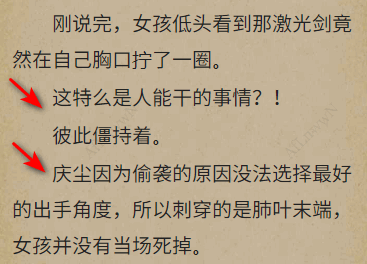 刚说完，女孩低头看到那激光剑竟
然在自己胸口拧了一圈。
这特么是人能干的事情？！
彼此僵持着。
庆尘因为偷袭的原因没法选择最好
的出手角度，所以刺穿的是肺叶末端，
女孩并没有当场死掉。